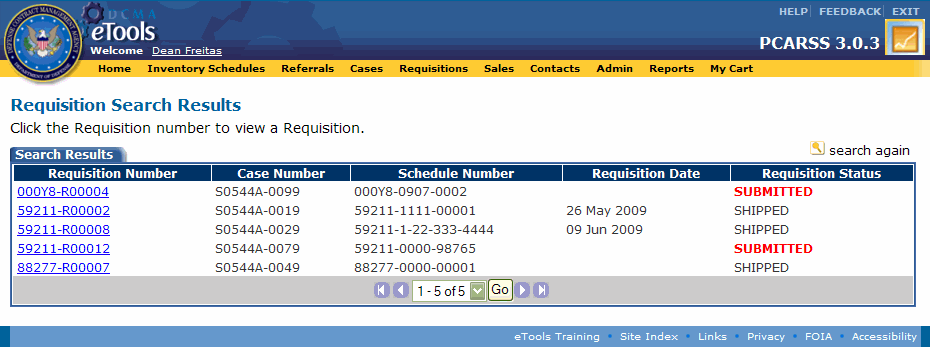 DCMA
HELP | FEEDBACK | EXIT
eTools
Welcome Dean Freitas
PCARSS 3.0.3
Home Inventory Schedules Referrals Cases Requisitions Sales Contacts Admin Reports My Cart
Requisition Search Results
Click the Requisition number to view a Requisition.
search again
Search Results
Requisition Number Case Number Schedule Number Requisition Date Requisition Status
000Y8-R00004 S0544A-0099 000Y8-0907-0002 SUBMITTED
59211-R00002 S0544A-0019 59211-1111-00001 26 May 2009 SHIPPED
59211-R00008 S0544A-0029 59211-1-22-333-4444 09 Jun 2009 SHIPPED
59211-R00012 S0544A-0079 59211-0000-98765 SUBMITTED
88277-R00007 S0544A-0049 88277-0000-00001 SHIPPED
1 - 5 of 5 Go
eTools Training • Site Index • Links • Privacy • FOIA • Accessibility